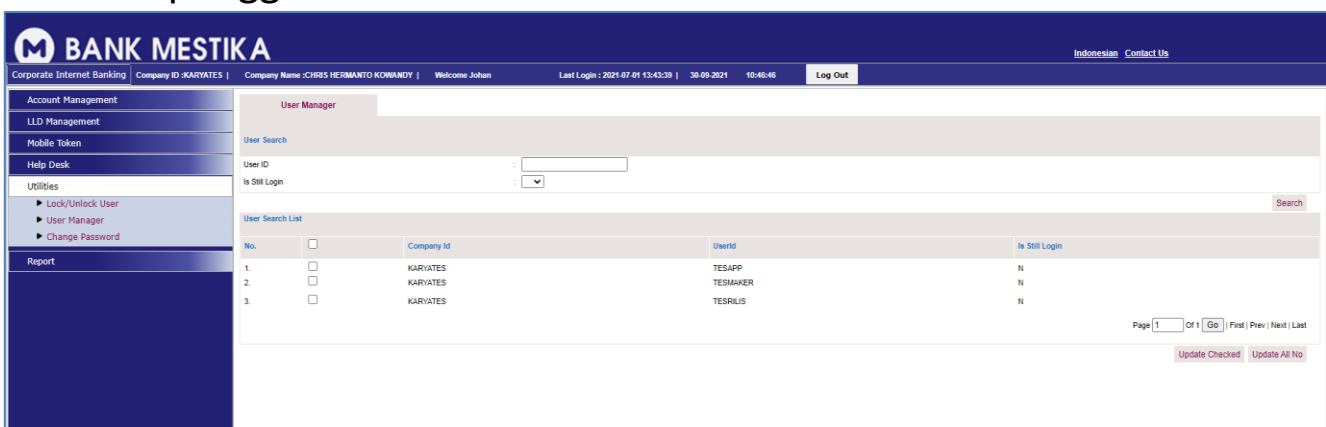 M BANK MESTIKA
Indonesian Contact Us
Corporate Internet Banking Company ID :KARYATES | Company Name :CHRIS HERMANTO KOWANDY | Welcome Johan Last Login : 2021-07-01 13:43:39 | 30-09-2021 10:46:46 Log Out
Account Management
LLD Management
Mobile Token
Help Desk
Utilities
Lock/Unlock User
User Manager
Change Password
Report
User Manager
User Search
User ID :
Is Still Login :
Search
User Search List
No. Company Id UserId Is Still Login
1. KARYATES TESAPP N
2. KARYATES TESMAKER N
3. KARYATES TESRILIS N
Page 1 Of 1 Go | First | Prev | Next | Last
Update Checked Update All No